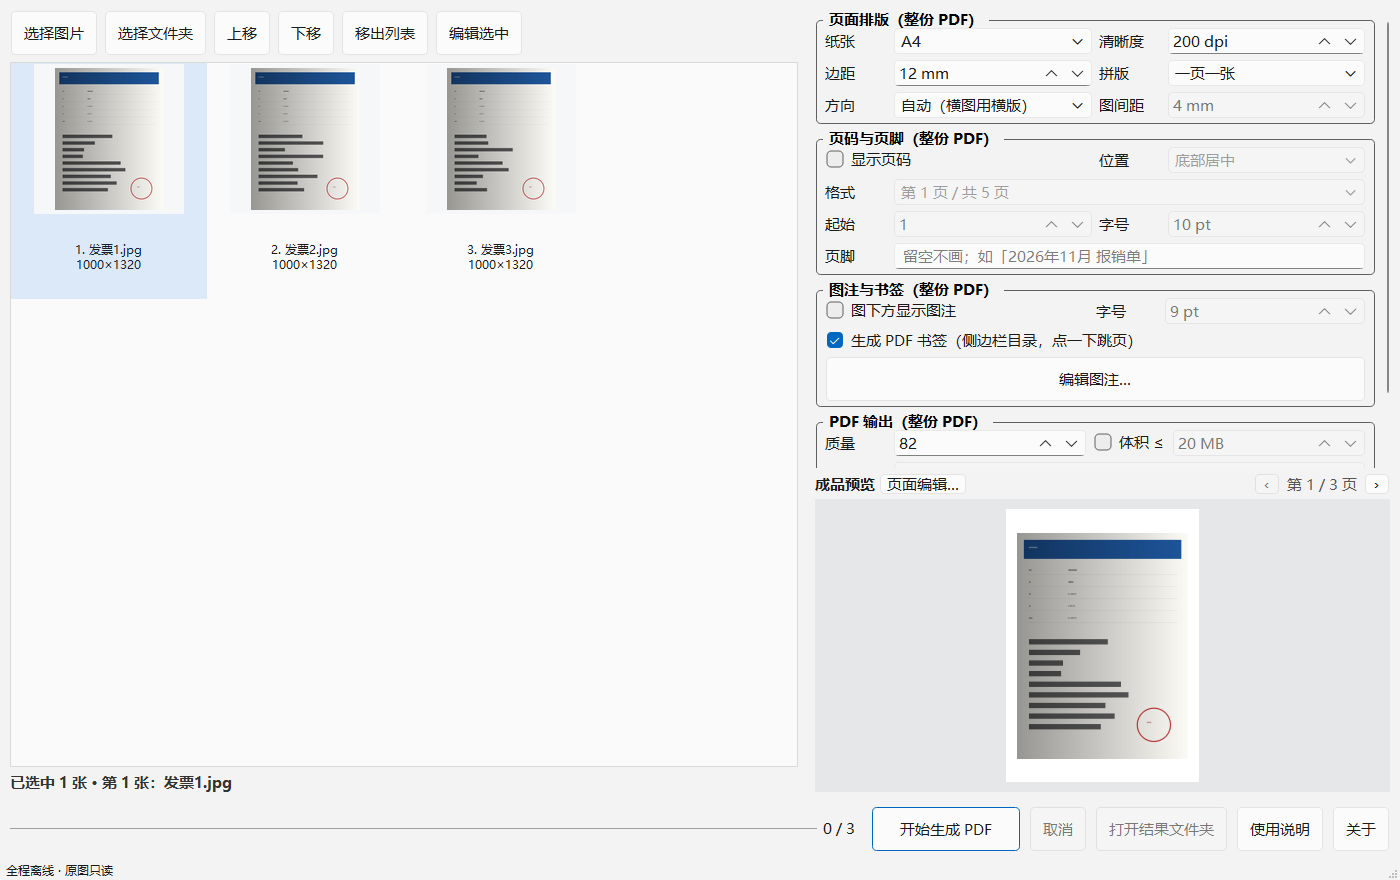 选择图片 选择文件夹 上移 下移 移出列表 编辑选中
1. 发票1.jpg
1000×1320
2. 发票2.jpg
1000×1320
3. 发票3.jpg
1000×1320
已选中 1 张 • 第 1 张：发票1.jpg
页面排版（整份 PDF）
纸张 A4 清晰度 200 dpi
边距 12 mm 拼版 一页一张
方向 自动（横图用横版） 图间距 4 mm
页码与页脚（整份 PDF）
显示页码 位置 底部居中
格式 第 1 页 / 共 5 页
起始 1 字号 10 pt
页脚 留空不画；如「2026年11月 报销单」
图注与书签（整份 PDF）
图下方显示图注 字号 9 pt
生成 PDF 书签（侧边栏目录，点一下跳页）
编辑图注...
PDF 输出（整份 PDF）
质量 82 体积 ≤ 20 MB
成品预览 页面编辑... ‹ 第 1 / 3 页 ›
0 / 3 开始生成 PDF 取消 打开结果文件夹 使用说明 关于
全程离线 · 原图只读